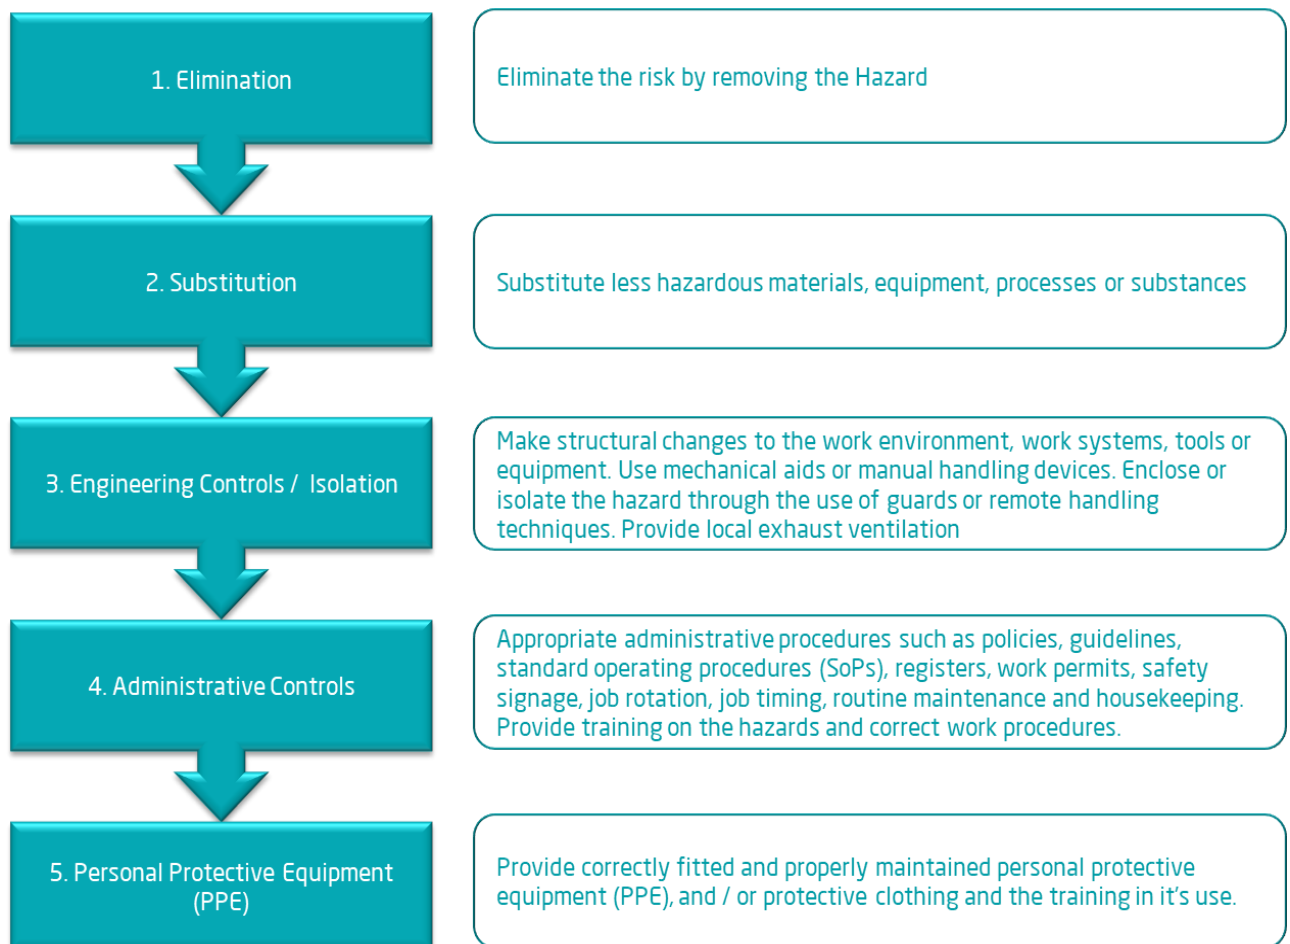 1. Elimination
Eliminate the risk by removing the Hazard
2. Substitution
Substitute less hazardous materials, equipment, processes or substances
3. Engineering Controls / Isolation
Make structural changes to the work environment, work systems, tools or
equipment. Use mechanical aids or manual handling devices. Enclose or
isolate the hazard through the use of guards or remote handling
techniques. Provide local exhaust ventilation
4. Administrative Controls
Appropriate administrative procedures such as policies, guidelines,
standard operating procedures (SoPs), registers, work permits, safety
signage, job rotation, job timing, routine maintenance and housekeeping.
Provide training on the hazards and correct work procedures.
5. Personal Protective Equipment
(PPE)
Provide correctly fitted and properly maintained personal protective
equipment (PPE), and / or protective clothing and the training in it's use.